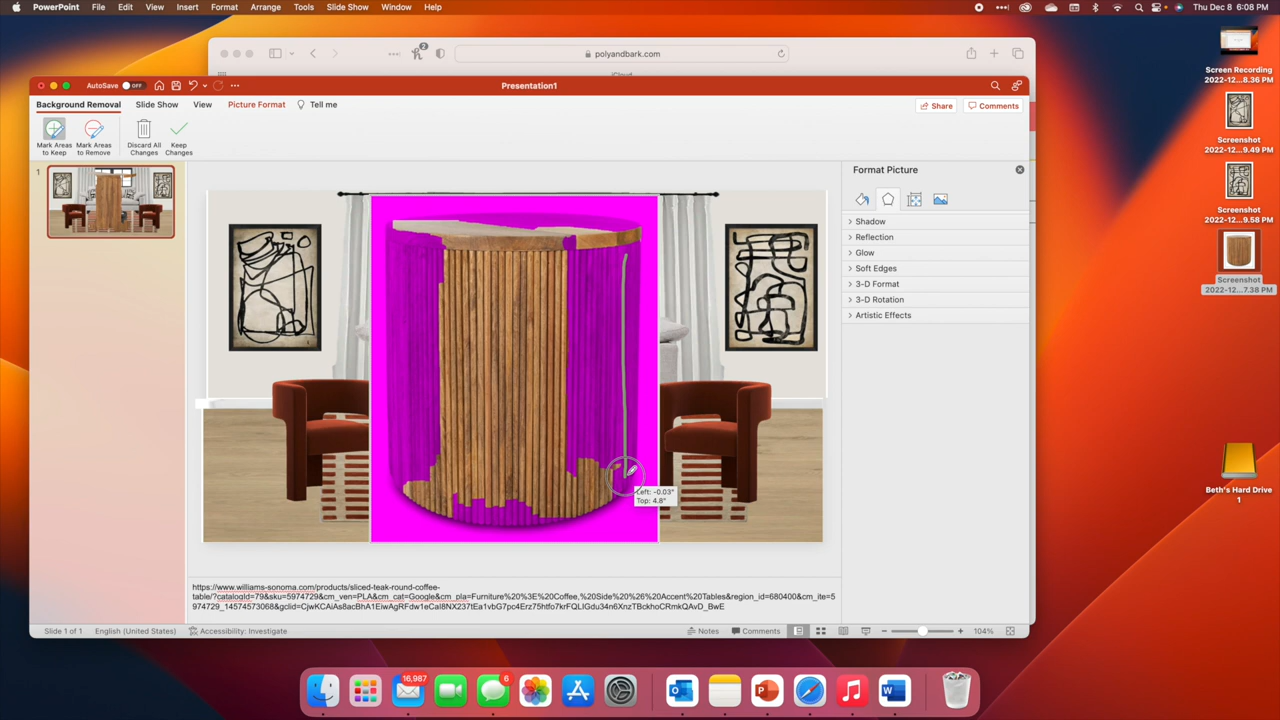 PowerPoint File Edit View Insert Format Arrange Tools Slide Show Window Help
Thu Dec 8 6:08 PM
2
polyandbark.com
AutoSave OFF
Presentation1
Background Removal Slide Show View Picture Format Tell me
Share Comments
Mark Areas to Keep
Mark Areas to Remove
Discard All Changes
Keep Changes
1
Format Picture
Shadow
Reflection
Glow
Soft Edges
3-D Format
3-D Rotation
Artistic Effects
Left: -0.03"
Top: 4.8"
https://www.williams-sonoma.com/products/sliced-teak-round-coffee-
table/?catalogId=79&sku=5974729&cm_ven=PLA&cm_cat=Google&cm_pla=Furniture%20%3E%20Coffee,%20Side%20%26%20Accent%20Tables&region_id=680400&cm_ite=5
974729_14574573068&gclid=CjwKCAiAs8acBhA1EiwAgRFdw1eCaI8NX237tEa1vbG7pc4Erz75htfo7krFQLIGdu34n6XnzTBckhoCRmkQAvD_BwE
Slide 1 of 1 English (United States) Accessibility: Investigate
Notes Comments 104%
Screen Recording
2022-12...8.36 PM
Screenshot
2022-12...9.49 PM
Screenshot
2022-12...9.58 PM
Screenshot
2022-12...7.38 PM
Beth's Hard Drive
1
16,987
6